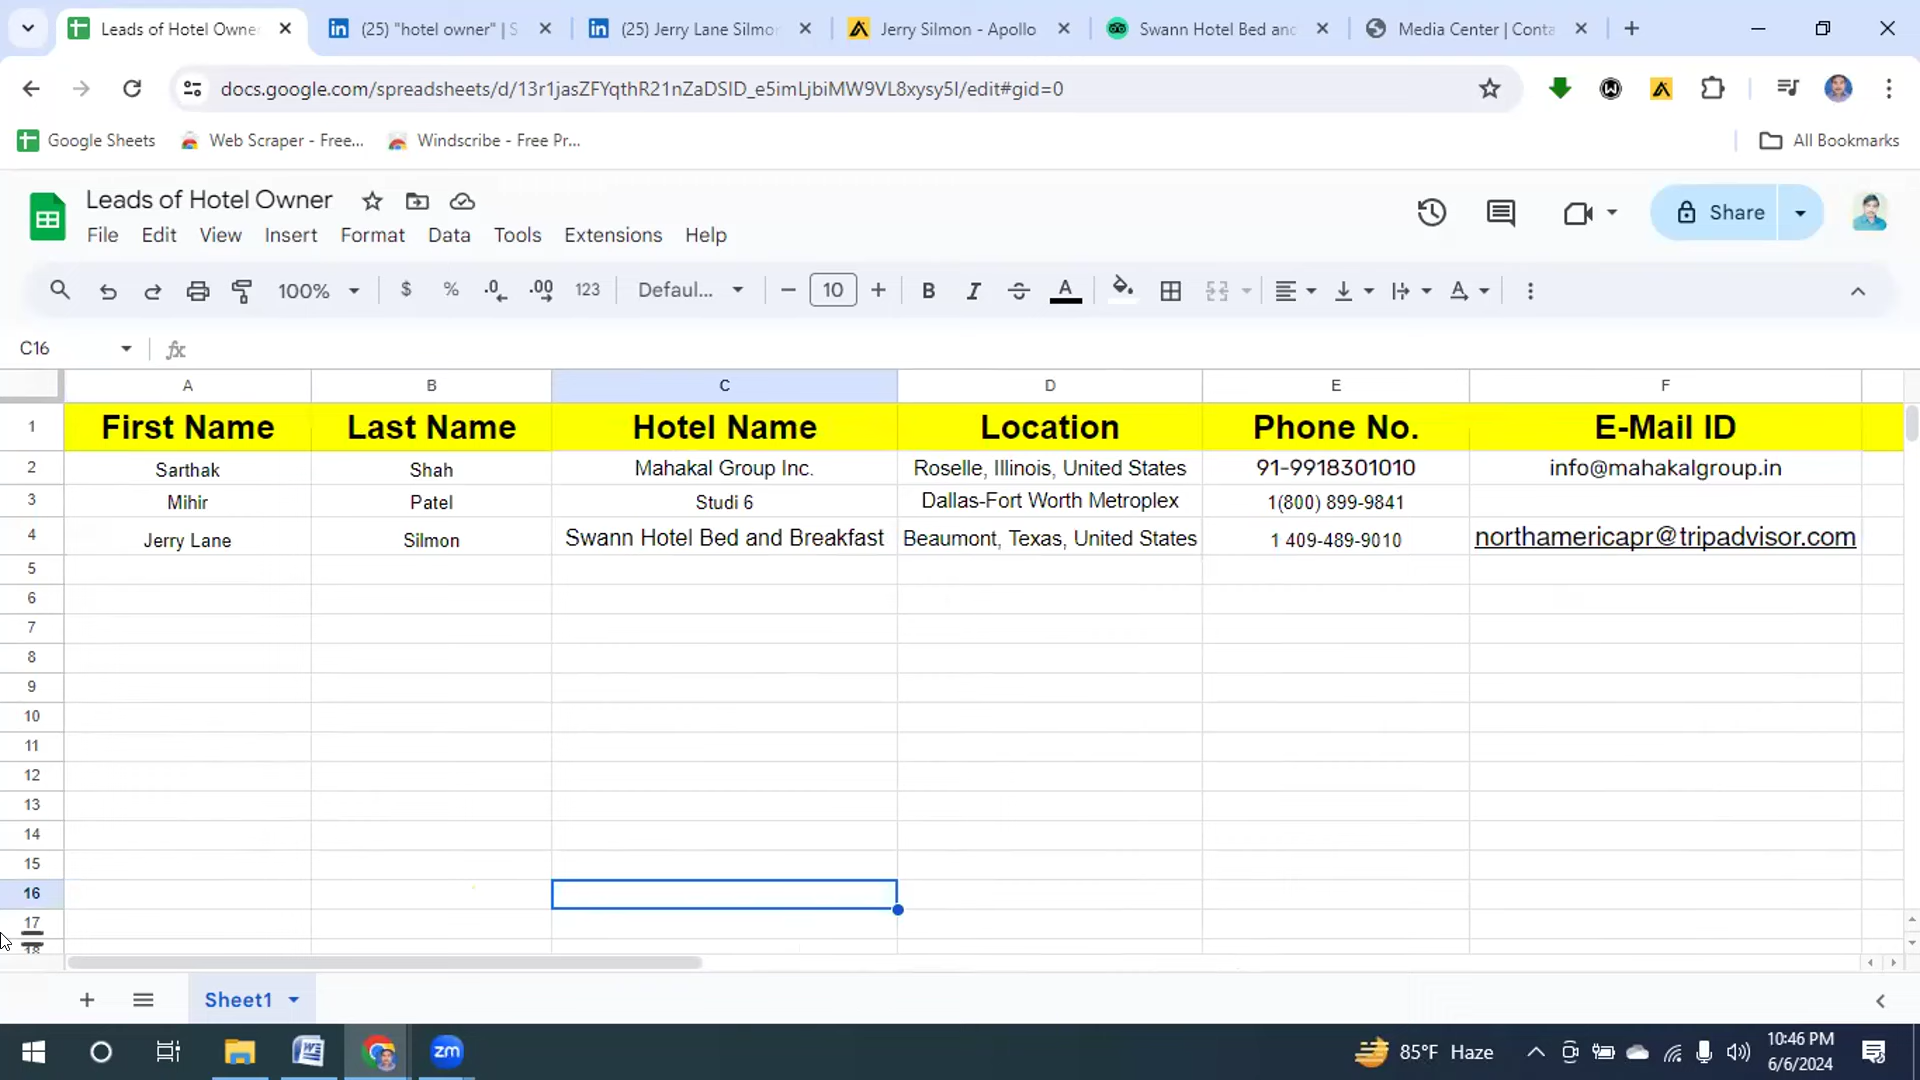 Leads of Hotel Owner
(25) "hotel owner" | S
(25) Jerry Lane Silmo
Jerry Silmon - Apollo
Swann Hotel Bed and
Media Center | Conta
docs.google.com/spreadsheets/d/13r1jasZFYqthR21nZaDSID_e5imLjbiMW9VL8xysy5I/edit#gid=0
Google Sheets
Web Scraper - Free...
Windscribe - Free Pr...
All Bookmarks
Leads of Hotel Owner
Share
File Edit View Insert Format Data Tools Extensions Help
100% $ % .0 .00 123 Defaul... 10 B I S A
C16 fx
A B C D E F
1 First Name Last Name Hotel Name Location Phone No. E-Mail ID
2 Sarthak Shah Mahakal Group Inc. Roselle, Illinois, United States 91-9918301010 info@mahakalgroup.in
3 Mihir Patel Studi 6 Dallas-Fort Worth Metroplex 1(800) 899-9841
4 Jerry Lane Silmon Swann Hotel Bed and Breakfast Beaumont, Texas, United States 1 409-489-9010 northamericapr@tripadvisor.com
5
6
7
8
9
10
11
12
13
14
15
16
17
18
Sheet1
zm
85°F Haze
10:46 PM
6/6/2024